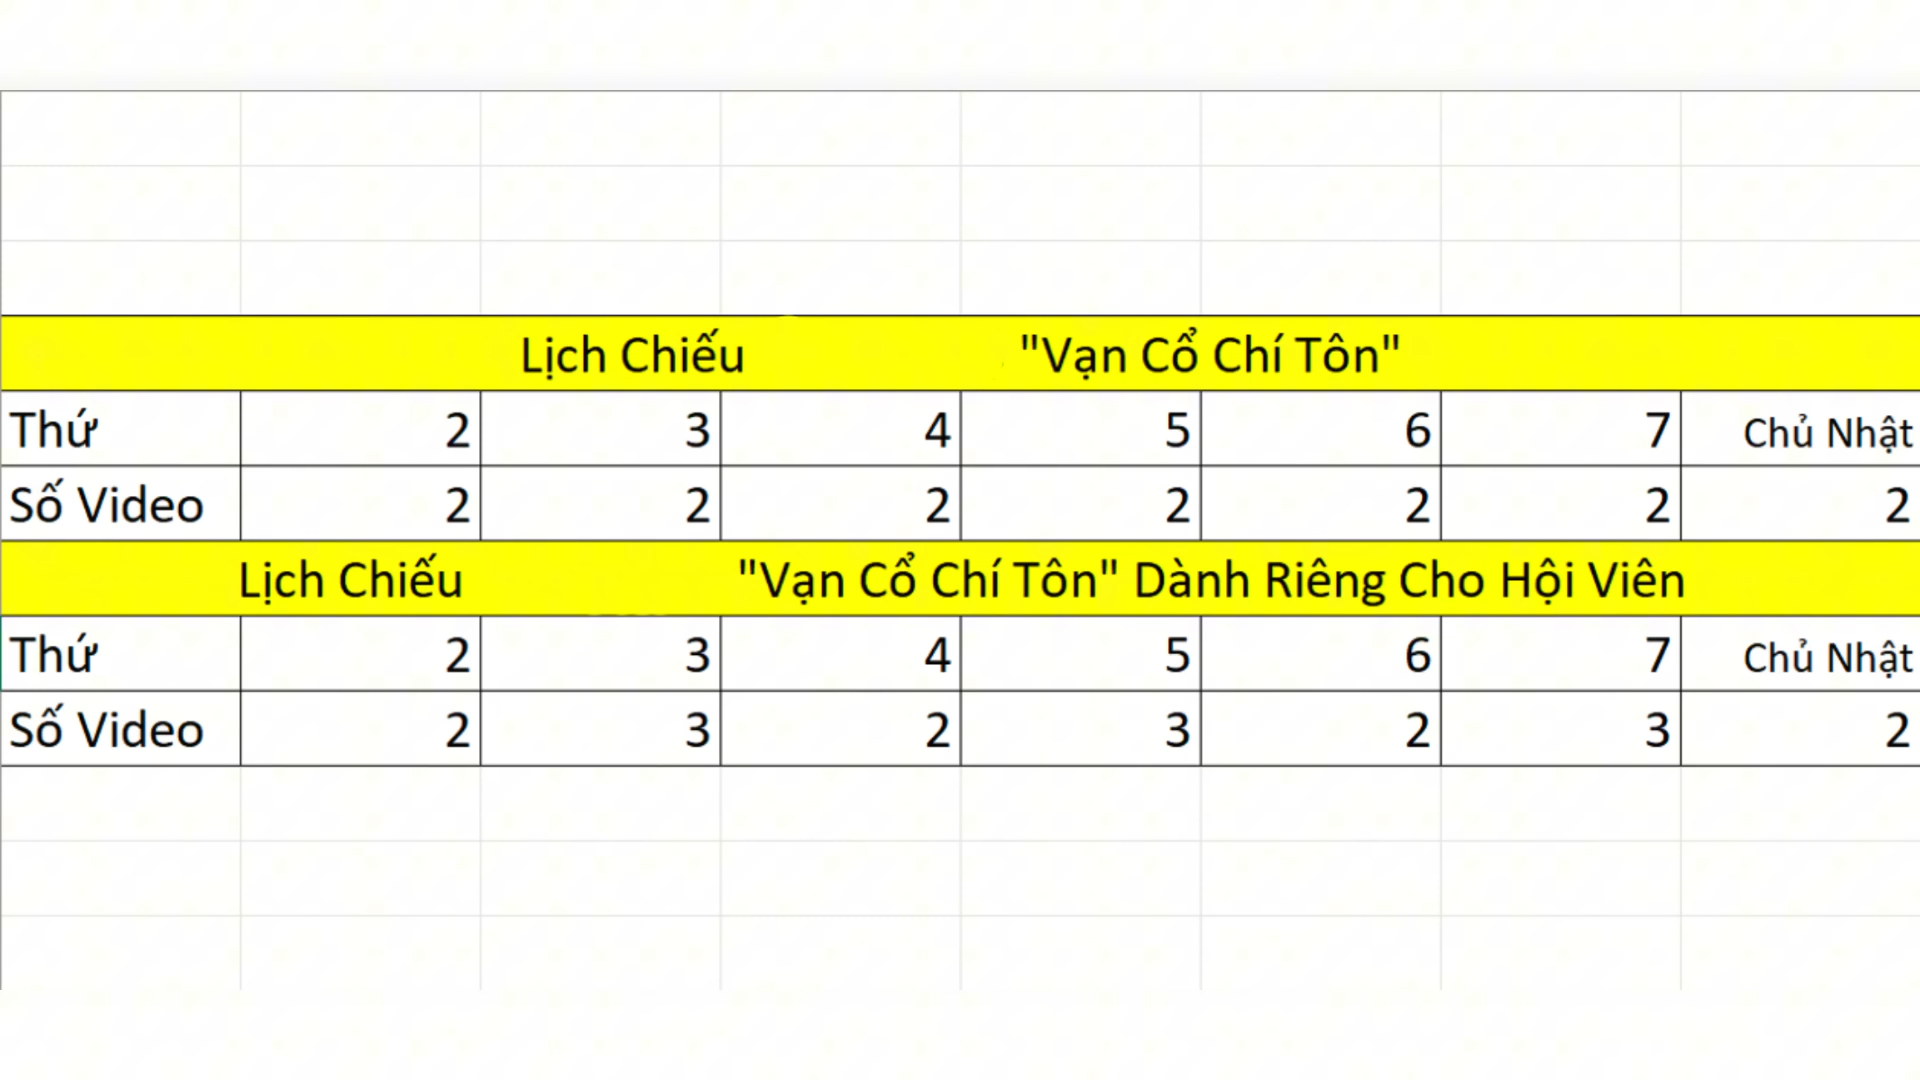 Lịch Chiếu "Vạn Cổ Chí Tôn"
Thứ 2 3 4 5 6 7 Chủ Nhật
Số Video 2 2 2 2 2 2 2
Lịch Chiếu "Vạn Cổ Chí Tôn" Dành Riêng Cho Hội Viên
Thứ 2 3 4 5 6 7 Chủ Nhật
Số Video 2 3 2 3 2 3 2